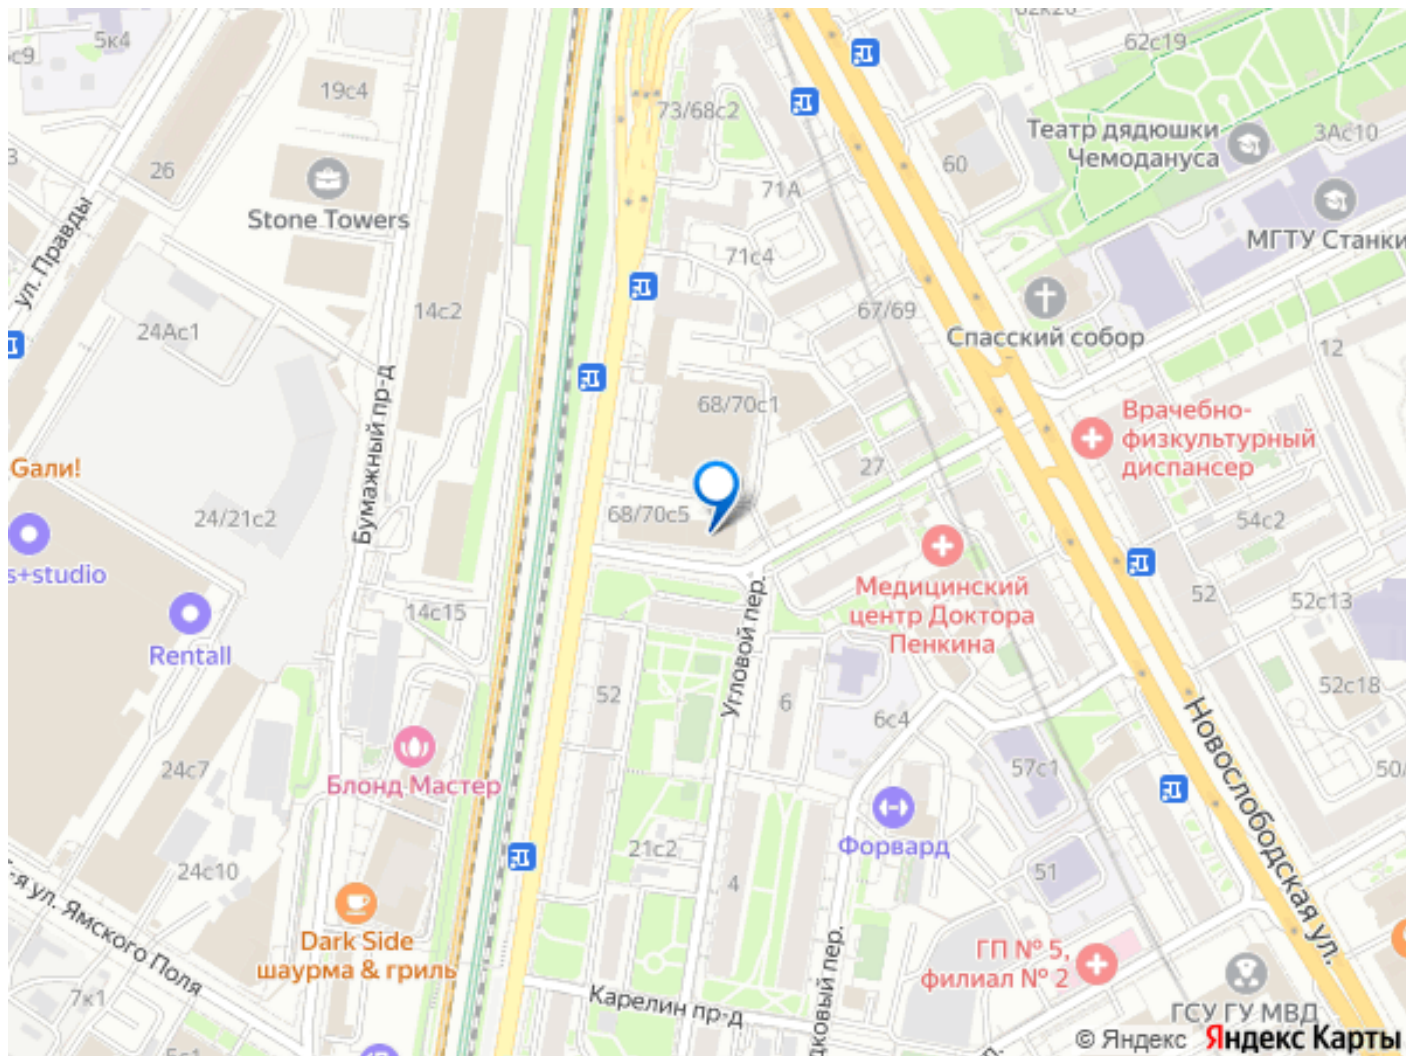 5к4
62с19
19с4
73/68с2
Театр дядюшки
Чемодануса
3Ас10
60
26
71А
Stone Towers
МГТУ Станки
ул. Правды
71с4
14с2
67/69
Спасский собор
24Ас1
12
68/70с1
Врачебно-
физкультурный
диспансер
Бумажный пр-д
Gали!
27
24/21с2
68/70с5
54с2
s+studio
Медицинский
центр Доктора
Пенкина
14с15
52
52с13
Rentall
Угловой пер.
52
6
6с4
52с18
Новослободская ул.
24с7
57с1
50/
Блонд Мастер
Форвард
21с2
24с10
4
51
-я ул. Ямского Поля
Dark Side
шаурма & гриль
ГП № 5,
филиал № 2
7к1
Карелин пр-д
дковый пер.
ГСУ ГУ МВД
© Яндекс Яндекс Карты